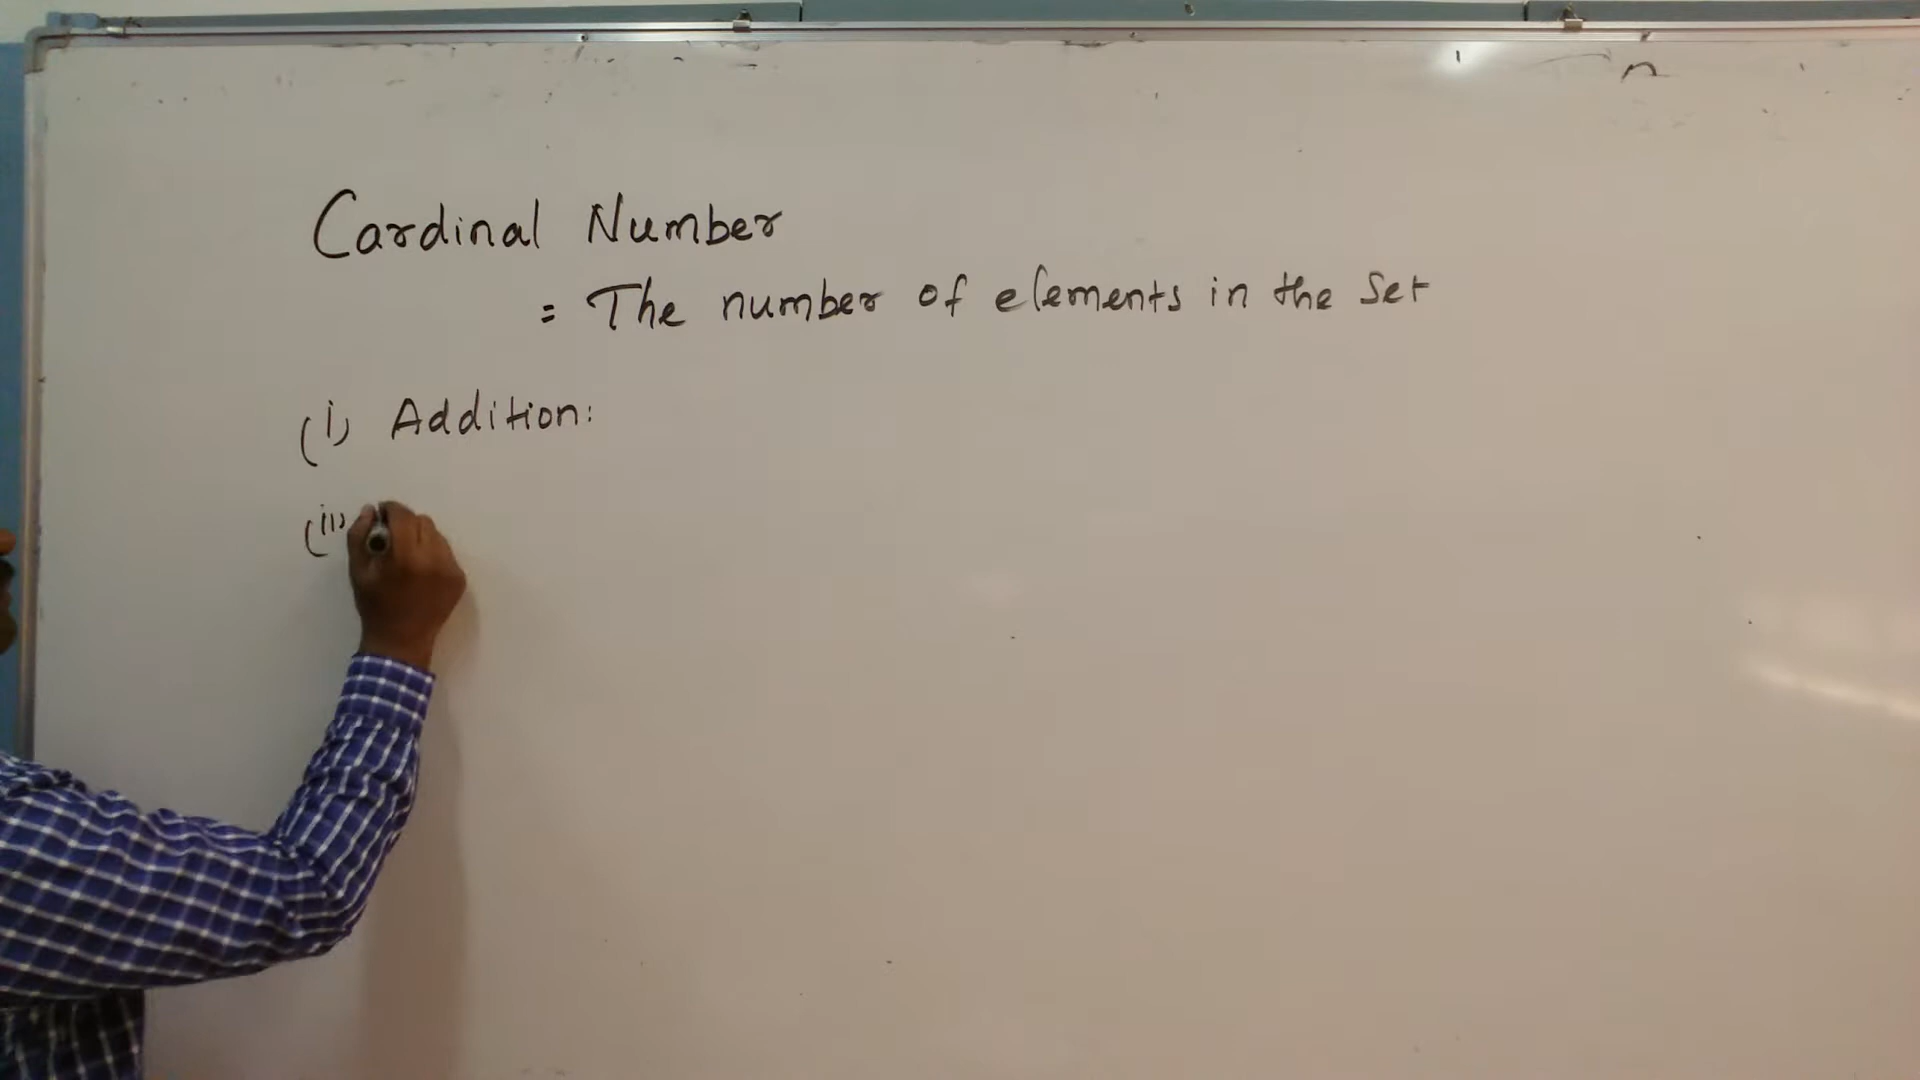 Cardinal Number
= The number of elements in the Set
(i) Addition:
(ii)